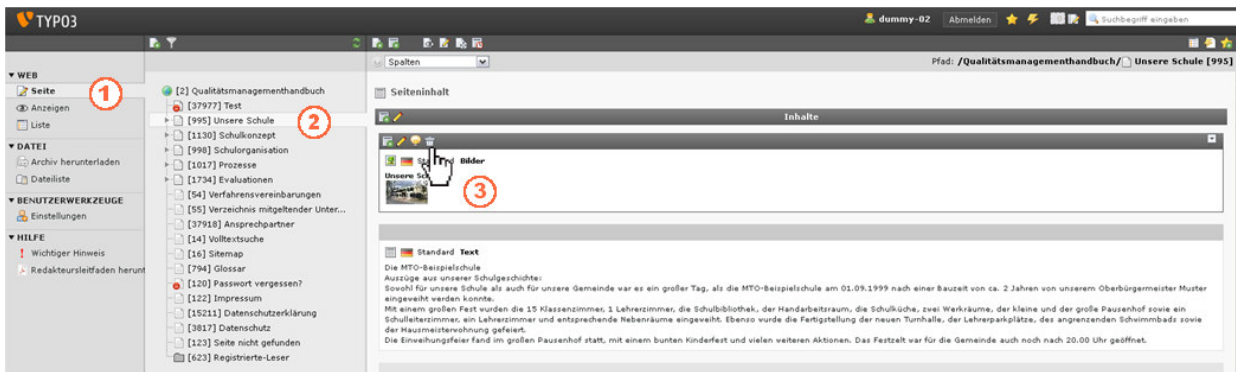 TYPO3
dummy-02 Abmelden Suchbegriff eingeben
Spalten
Pfad: /Qualitätsmanagementhandbuch/ Unsere Schule [995]
WEB
Seite
Anzeigen
Liste
DATEI
Archiv herunterladen
Dateiliste
BENUTZERWERKZEUGE
Einstellungen
HILFE
Wichtiger Hinweis
Redakteursleitfaden herunt
1
[2] Qualitätsmanagementhandbuch
[37977] Test
[995] Unsere Schule
[1130] Schulkonzept
[998] Schulorganisation
[1017] Prozesse
[1734] Evaluationen
[54] Verfahrensvereinbarungen
[55] Verzeichnis mitgeltender Unter...
[37918] Ansprechpartner
[14] Volltextsuche
[16] Sitemap
[794] Glossar
[120] Passwort vergessen?
[122] Impressum
[15211] Datenschutzerklärung
[3817] Datenschutz
[123] Seite nicht gefunden
[623] Registrierte-Leser
2
Seiteninhalt
Inhalte
Bilder
Unsere
3
Standard Text
Die MTO-Beispielschule
Auszüge aus unserer Schulgeschichte:
Sowohl für unsere Schule als auch für unsere Gemeinde war es ein großer Tag, als die MTO-Beispielschule am 01.09.1999 nach einer Bauzeit von ca. 2 Jahren von unserem Oberbürgermeister Muster
eingeweiht werden konnte.
Mit einem großen Fest wurden die 15 Klassenzimmer, 1 Lehrerzimmer, die Schulbibliothek, der Handarbeitsraum, die Schulküche, zwei Werkräume, der kleine und der große Pausenhof sowie ein
Schulleiterzimmer, ein Lehrerzimmer und entsprechende Nebenräume eingeweiht. Ebenso wurde die Fertigstellung der neuen Turnhalle, der Lehrerparkplätze, des angrenzenden Schwimmbads sowie
der Hausmeisterwohnung gefeiert.
Die Einweihungsfeier fand im großen Pausenhof statt, mit einem bunten Kinderfest und vielen weiteren Aktionen. Das Festzelt war für die Gemeinde auch noch nach 20.00 Uhr geöffnet.